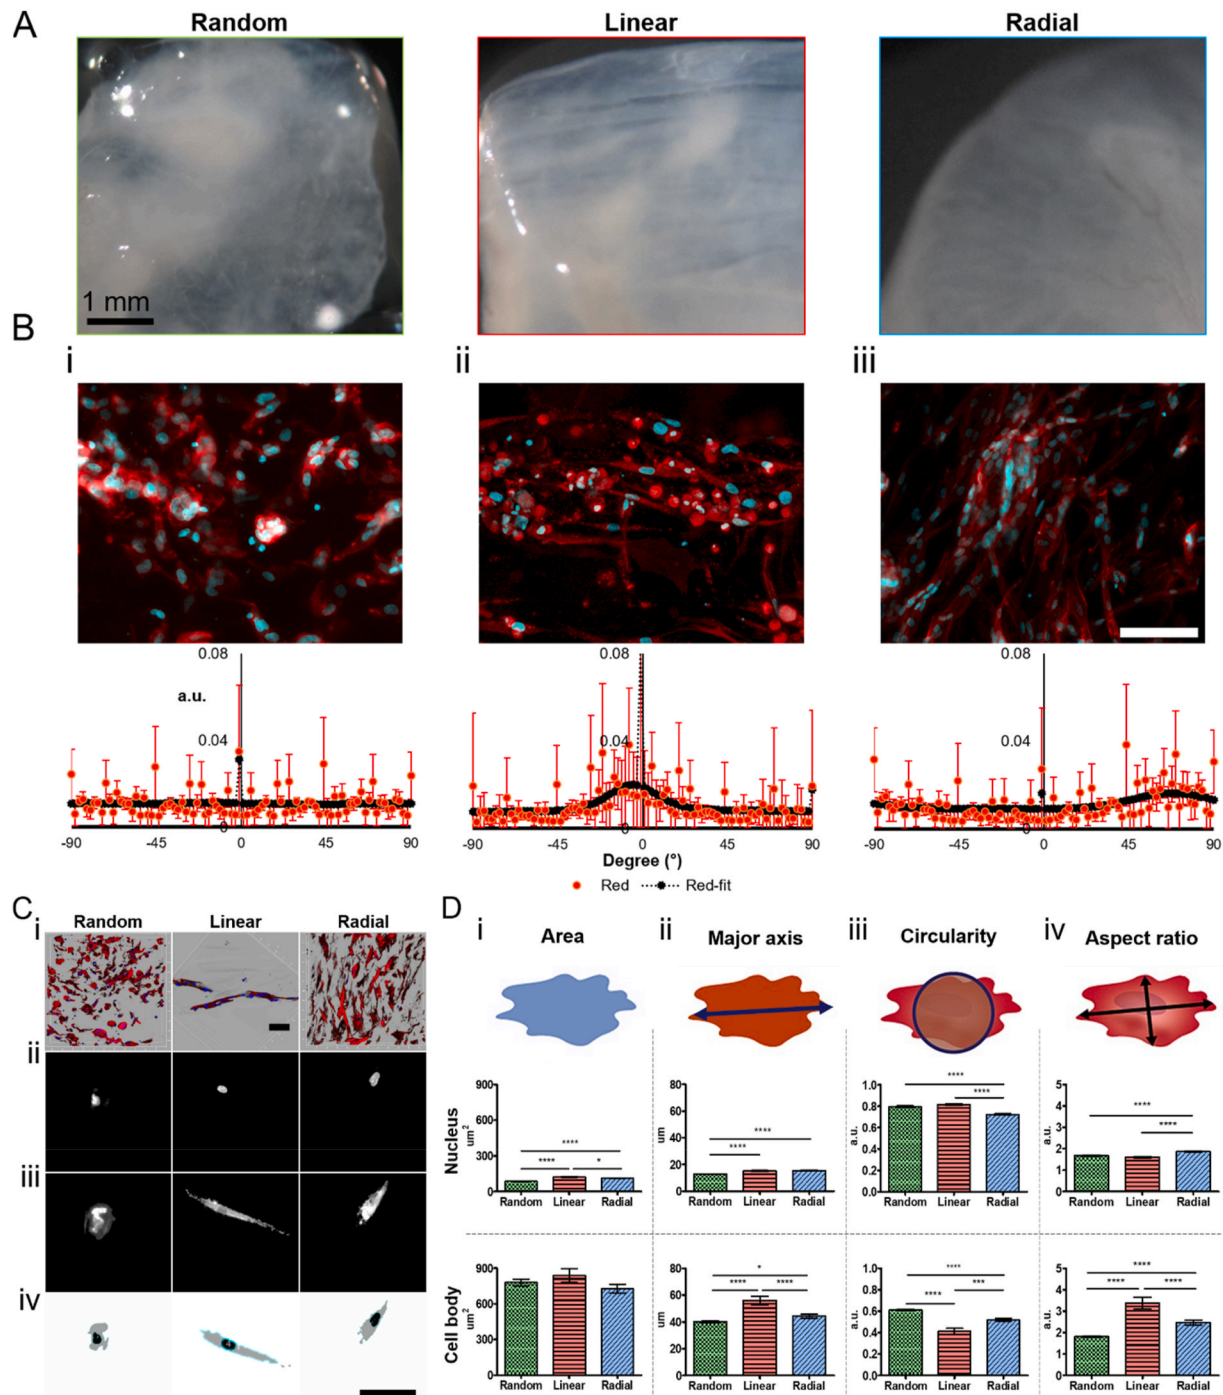 A
Random Linear Radial
1 mm
B
i ii iii
0.08 0.08 0.08
a.u.
0.04 0.04 0.04
0 0 0
-90 -45 0 45 90 -90 -45 0 45 90 -90 -45 0 45 90
Degree (°)
Red Red-fit
C
Random Linear Radial
i
ii
iii
iv
D
i ii iii iv
Area Major axis Circularity Aspect ratio
Nucleus
900 600 300 0
um²
**** **** *
Random Linear Radial
80 60 40 20 0
um
**** ****
Random Linear Radial
1.0 0.8 0.6 0.4 0.2 0.0
a.u.
**** ****
Random Linear Radial
5 4 3 2 1 0
a.u.
**** ****
Random Linear Radial
Cell body
900 600 300 0
um²
Random Linear Radial
80 60 40 20 0
um
* **** ****
Random Linear Radial
1.0 0.8 0.6 0.4 0.2 0.0
a.u.
**** *** ****
Random Linear Radial
5 4 3 2 1 0
a.u.
**** **** ****
Random Linear Radial